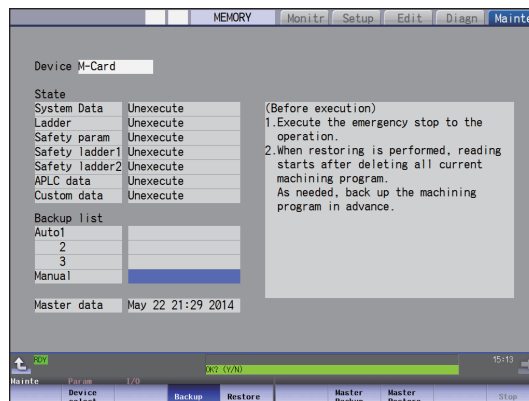 MEMORY Monitr Setup Edit Diagn Mainte
Device M-Card
State
System Data Unexecute
Ladder Unexecute
Safety param Unexecute
Safety ladder1 Unexecute
Safety ladder2 Unexecute
APLC data Unexecute
Custom data Unexecute
(Before execution)
1.Execute the emergency stop to the
operation.
2.When restoring is performed, reading
starts after deleting all current
machining program.
As needed, back up the machining
program in advance.
Backup list
Auto1
2
3
Manual
Master data May 22 21:29 2014
RDY 15:13
OK? (Y/N)
Mainte Param I/O
Device Backup Restore Master Master Stop
select Backup Restore